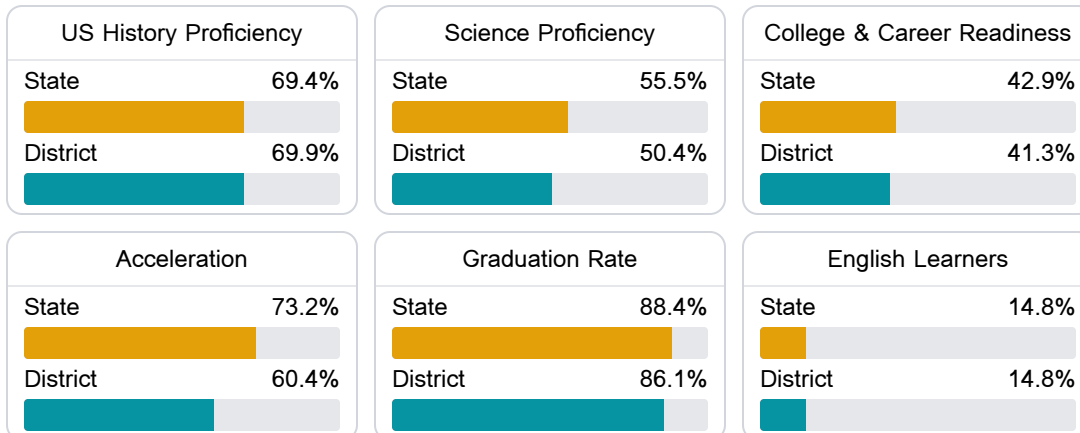 US History Proficiency
State 69.4%
District 69.9%
Science Proficiency
State 55.5%
District 50.4%
College & Career Readiness
State 42.9%
District 41.3%
Acceleration
State 73.2%
District 60.4%
Graduation Rate
State 88.4%
District 86.1%
English Learners
State 14.8%
District 14.8%